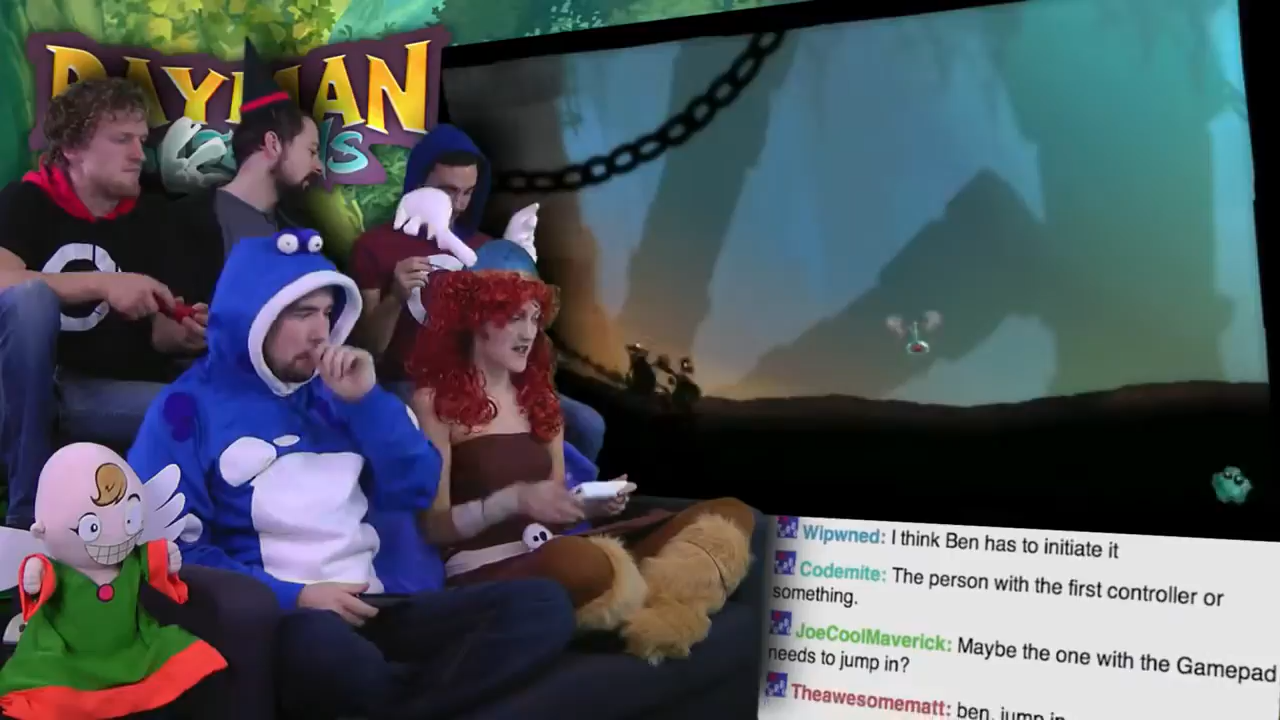 RAYMAN
Wipwned: I think Ben has to initiate it
Codemite: The person with the first controller or
something.
JoeCoolMaverick: Maybe the one with the Gamepad
needs to jump in?
Theawesomematt: ben, jump in